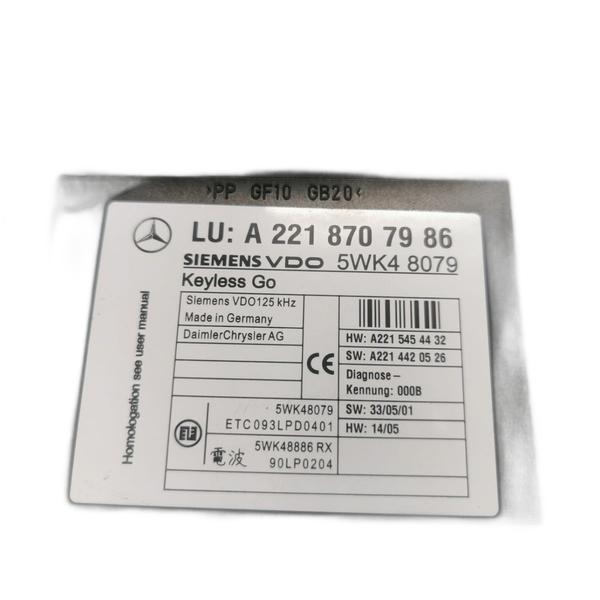 >PP GF10 GB20<
LU: A 221 870 79 86
SIEMENS VDO 5WK4 8079
Keyless Go
Siemens VDO125 kHz
Made in Germany
DaimlerChrysler AG
CE
HW: A221 545 44 32
SW: A221 442 05 26
Diagnose-
Kennung: 000B
SW: 33/05/01
HW: 14/05
5WK48079
ETC093LPD0401
5WK48886 RX
電波 90LP0204
Homologation see user manual